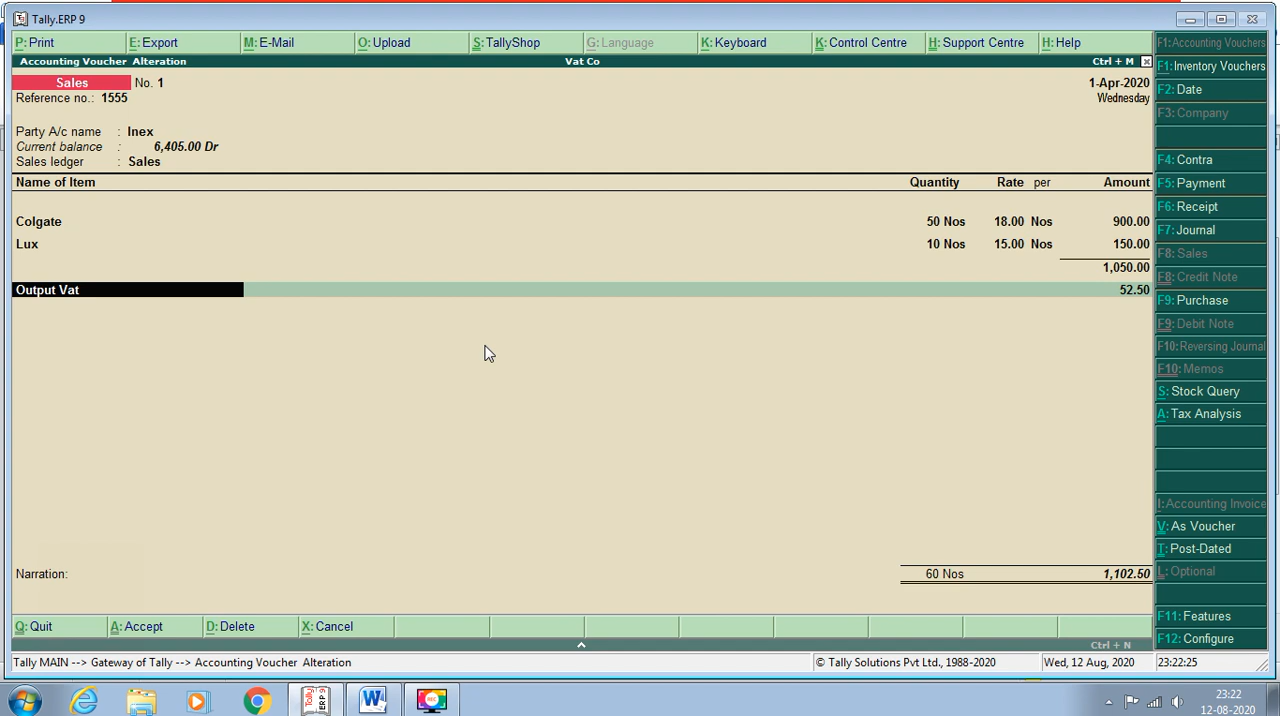 Tally.ERP 9
P: Print E: Export M: E-Mail O: Upload S: TallyShop G: Language K: Keyboard K: Control Centre H: Support Centre H: Help
Accounting Voucher Alteration Vat Co Ctrl + M
Sales No. 1 1-Apr-2020
Reference no.: 1555 Wednesday
Party A/c name : Inex
Current balance : 6,405.00 Dr
Sales ledger : Sales
Name of Item Quantity Rate per Amount
Colgate 50 Nos 18.00 Nos 900.00
Lux 10 Nos 15.00 Nos 150.00
1,050.00
Output Vat 52.50
Narration: 60 Nos 1,102.50
Q: Quit A: Accept D: Delete X: Cancel
Ctrl + N
Tally MAIN --> Gateway of Tally --> Accounting Voucher Alteration © Tally Solutions Pvt Ltd., 1988-2020 Wed, 12 Aug, 2020 23:22:25
F1: Accounting Vouchers
F1: Inventory Vouchers
F2: Date
F3: Company
F4: Contra
F5: Payment
F6: Receipt
F7: Journal
F8: Sales
F8: Credit Note
F9: Purchase
F9: Debit Note
F10: Reversing Journal
F10: Memos
S: Stock Query
A: Tax Analysis
I: Accounting Invoice
V: As Voucher
T: Post-Dated
L: Optional
F11: Features
F12: Configure
23:22
12-08-2020